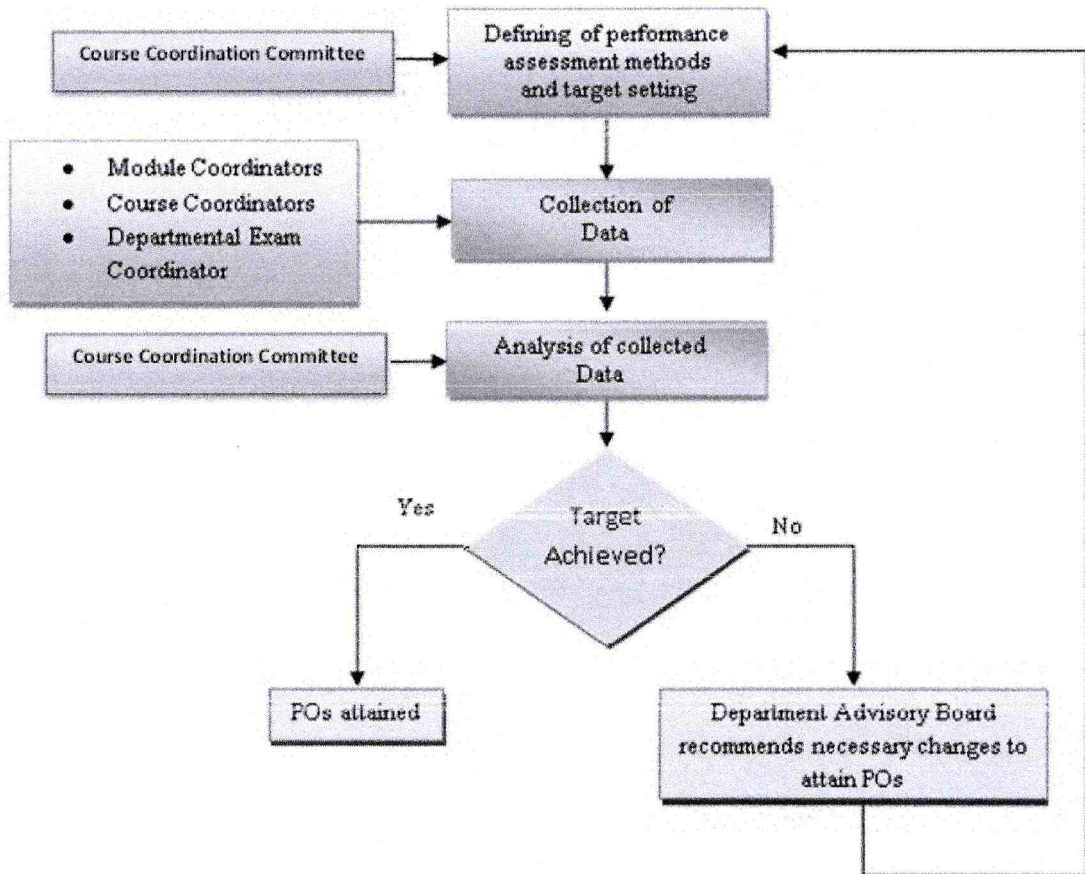 Course Coordination Committee
Defining of performance
assessment methods
and target setting
● Module Coordinators
● Course Coordinators
● Departmental Exam
Coordinator
Collection of
Data
Course Coordination Committee
Analysis of collected
Data
Target
Achieved?
Yes
No
POs attained
Department Advisory Board
recommends necessary changes to
attain POs